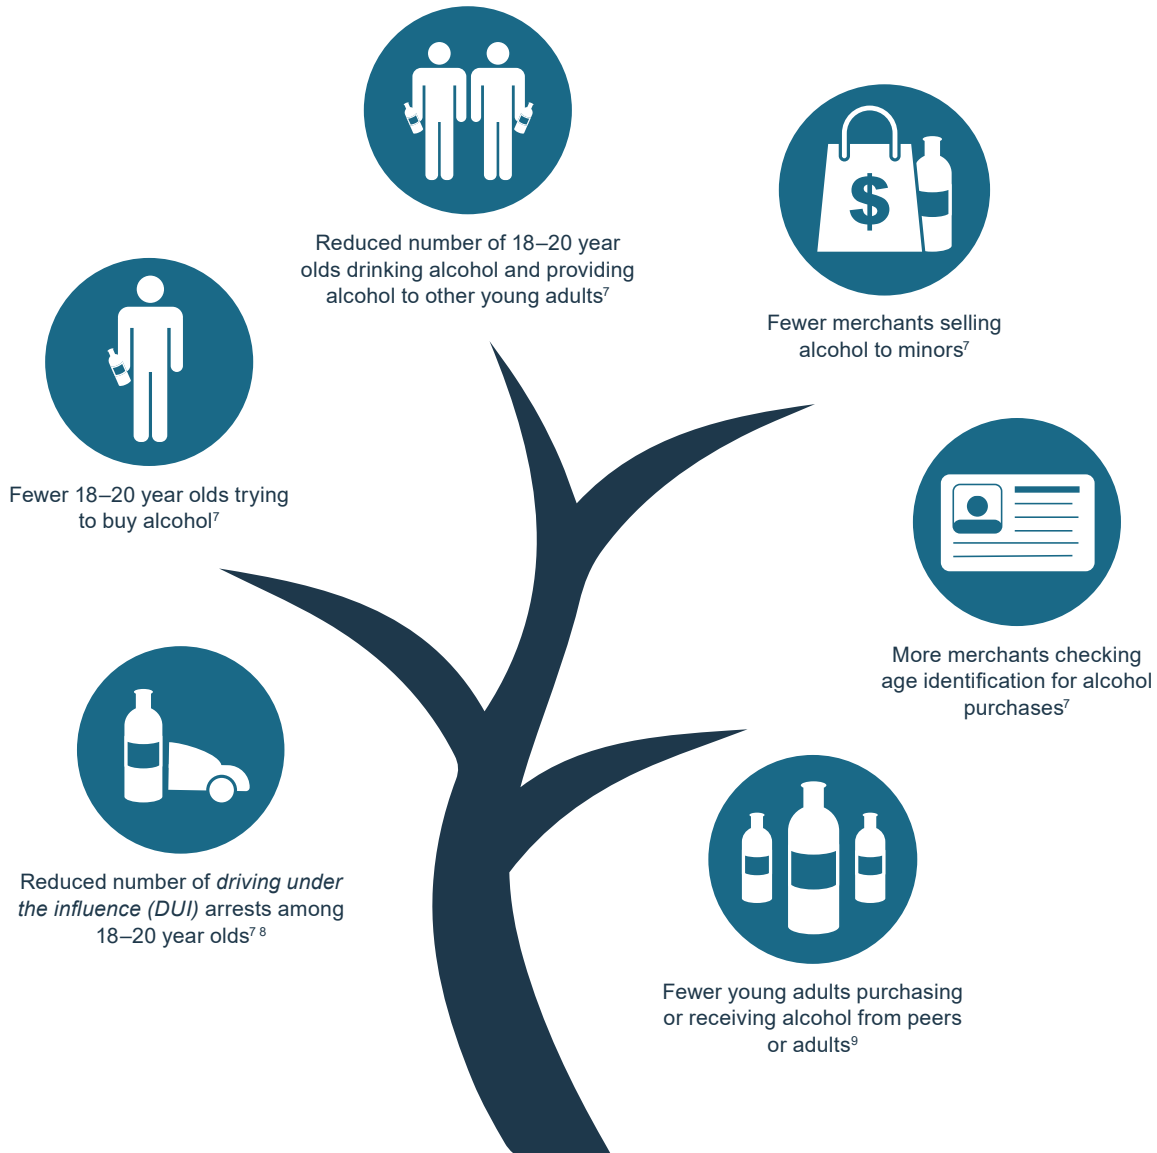 Reduced number of 18–20 year
olds drinking alcohol and providing
alcohol to other young adults7
$
Fewer merchants selling
alcohol to minors7
Fewer 18–20 year olds trying
to buy alcohol7
More merchants checking
age identification for alcohol
purchases7
Reduced number of driving under
the influence (DUI) arrests among
18–20 year olds7 8
Fewer young adults purchasing
or receiving alcohol from peers
or adults9